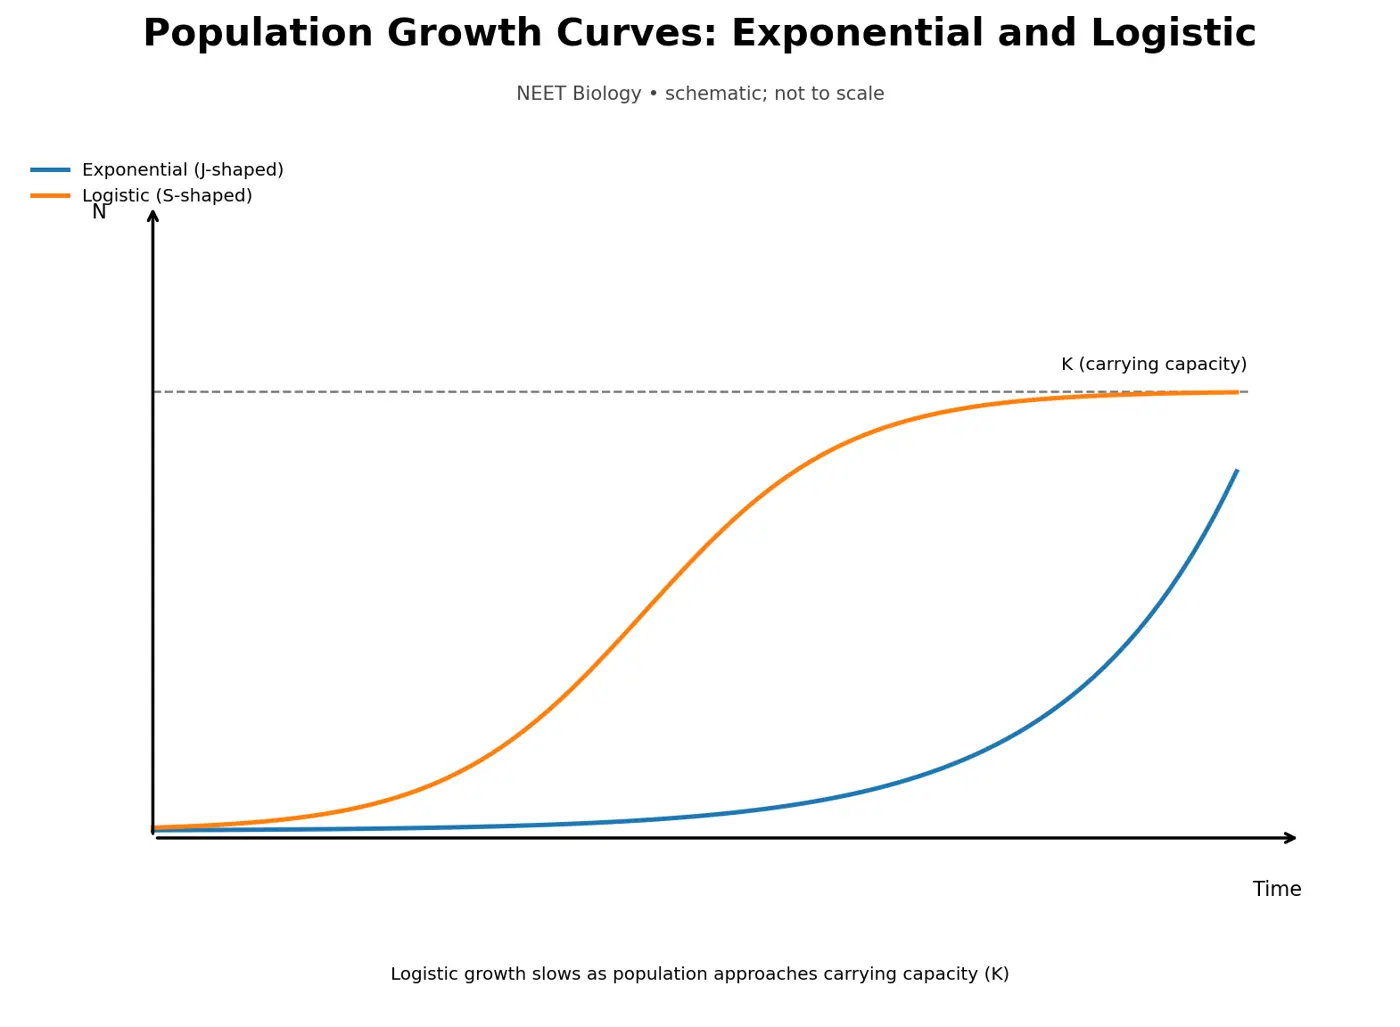 Population Growth Curves: Exponential and Logistic
NEET Biology • schematic; not to scale
Exponential (J-shaped)
Logistic (S-shaped)
N
K (carrying capacity)
Time
Logistic growth slows as population approaches carrying capacity (K)